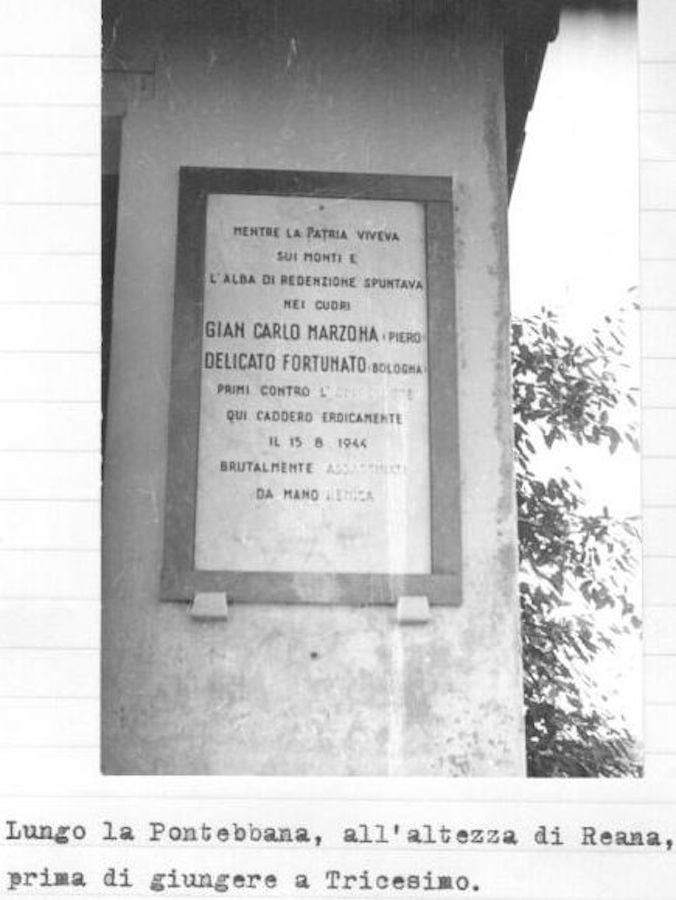 MENTRE LA PATRIA VIVEVA
SUI MONTI E
L'ALBA DI REDENZIONE SPUNTAVA
NEI CUORI
GIAN CARLO MARZONA (PIERO)
DELICATO FORTUNATO (BOLOGNA)
PRIMI CONTRO
QUI CADDERO EROICAMENTE
IL 15 8 1944
BRUTALMENTE ASSASSINATI
DA MANO NEMICA
Lungo la Pontebbana, all'altezza di Reana,
prima di giungere a Tricesimo.